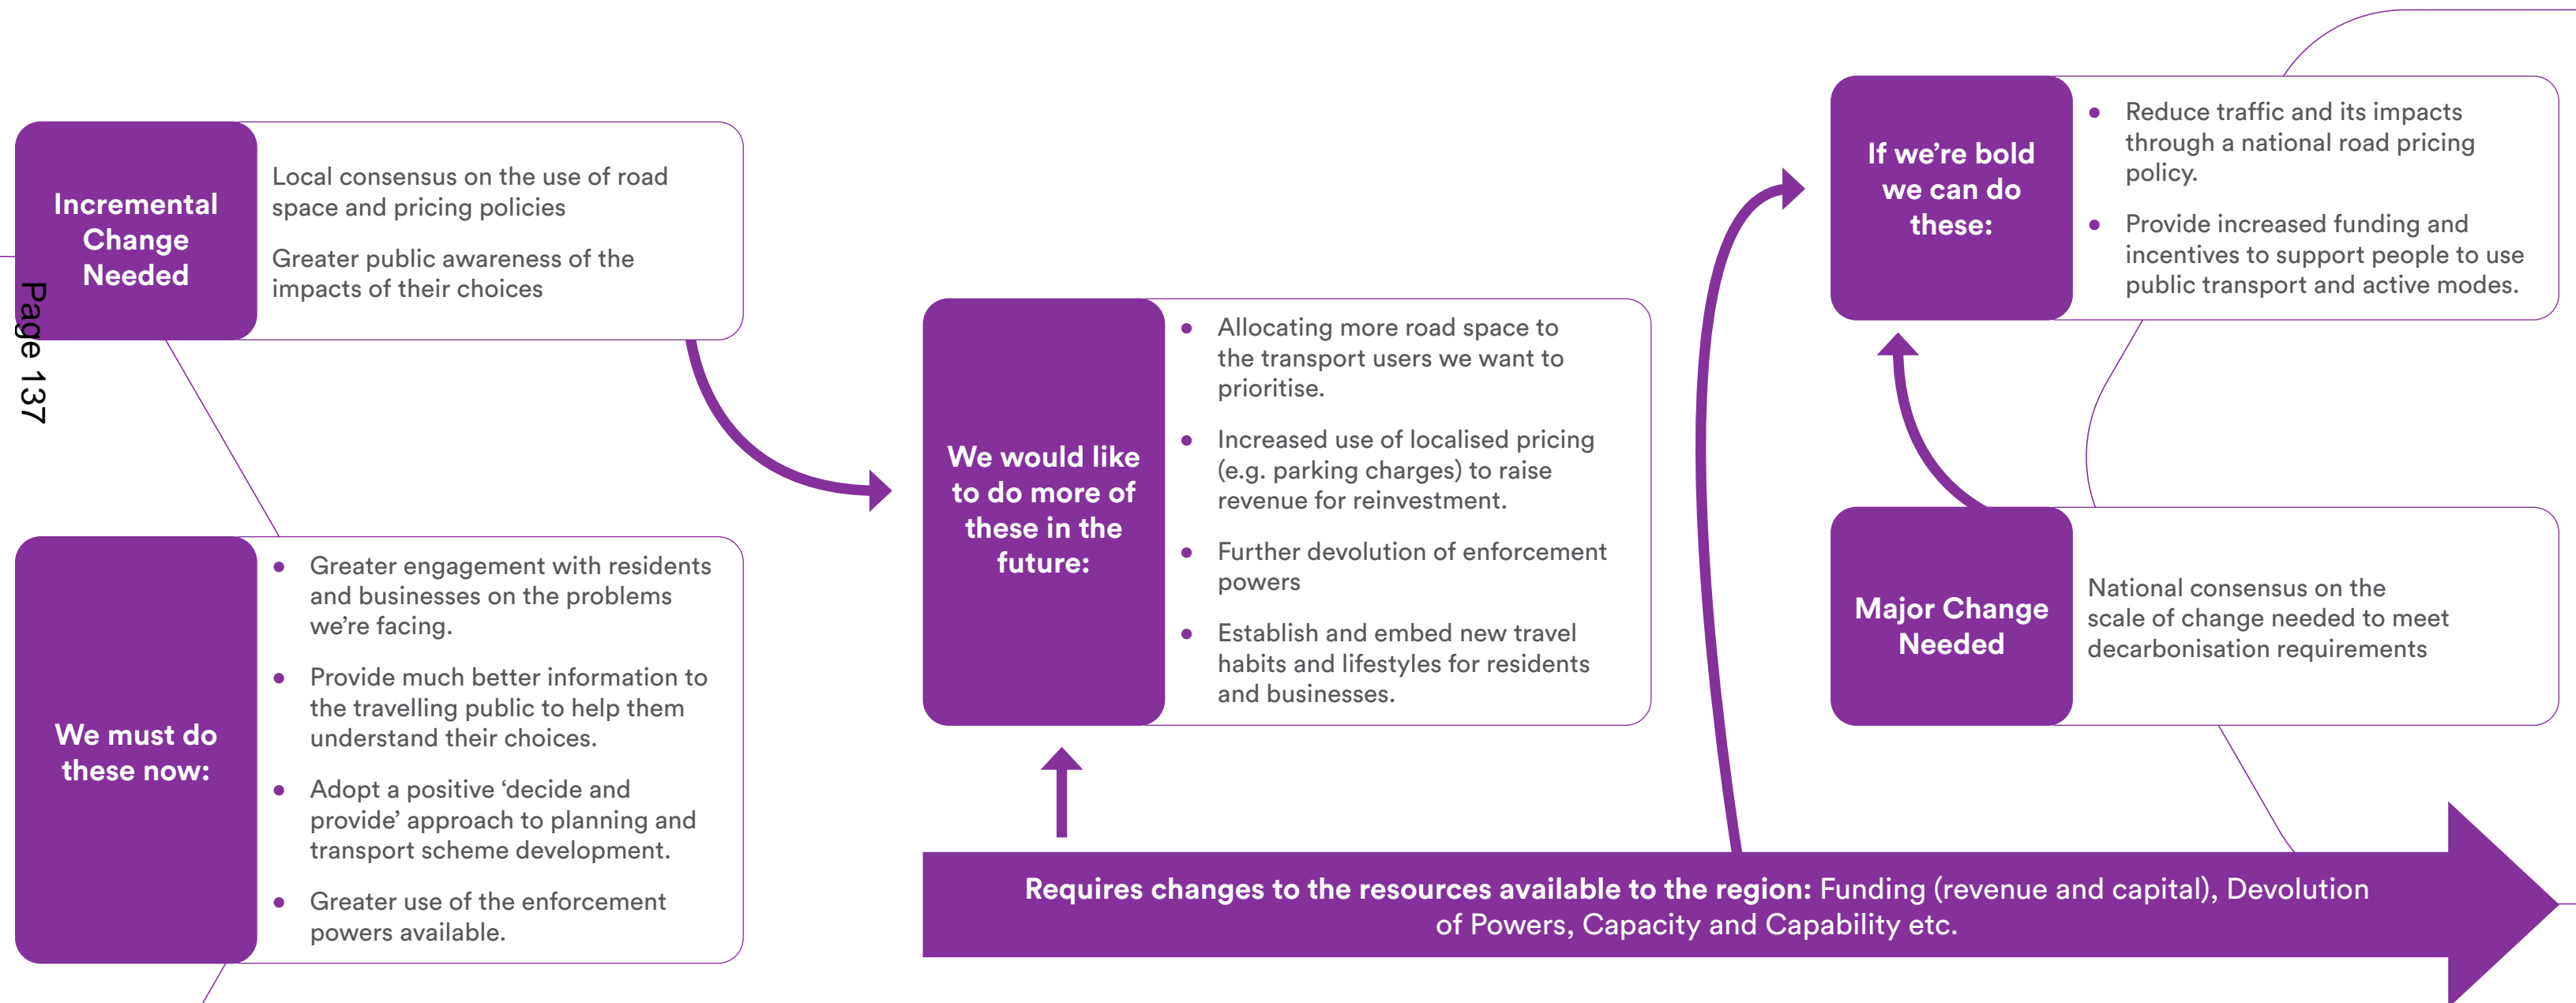 Incremental
Change
Needed
Local consensus on the use of road
space and pricing policies
Greater public awareness of the
impacts of their choices
Page 137
We must do
these now:
● Greater engagement with residents
and businesses on the problems
we’re facing.
● Provide much better information to
the travelling public to help them
understand their choices.
● Adopt a positive ‘decide and
provide’ approach to planning and
transport scheme development.
● Greater use of the enforcement
powers available.
We would like
to do more of
these in the
future:
● Allocating more road space to
the transport users we want to
prioritise.
● Increased use of localised pricing
(e.g. parking charges) to raise
revenue for reinvestment.
● Further devolution of enforcement
powers
● Establish and embed new travel
habits and lifestyles for residents
and businesses.
If we’re bold
we can do
these:
● Reduce traffic and its impacts
through a national road pricing
policy.
● Provide increased funding and
incentives to support people to use
public transport and active modes.
Major Change
Needed
National consensus on the
scale of change needed to meet
decarbonisation requirements
Requires changes to the resources available to the region: Funding (revenue and capital), Devolution
of Powers, Capacity and Capability etc.